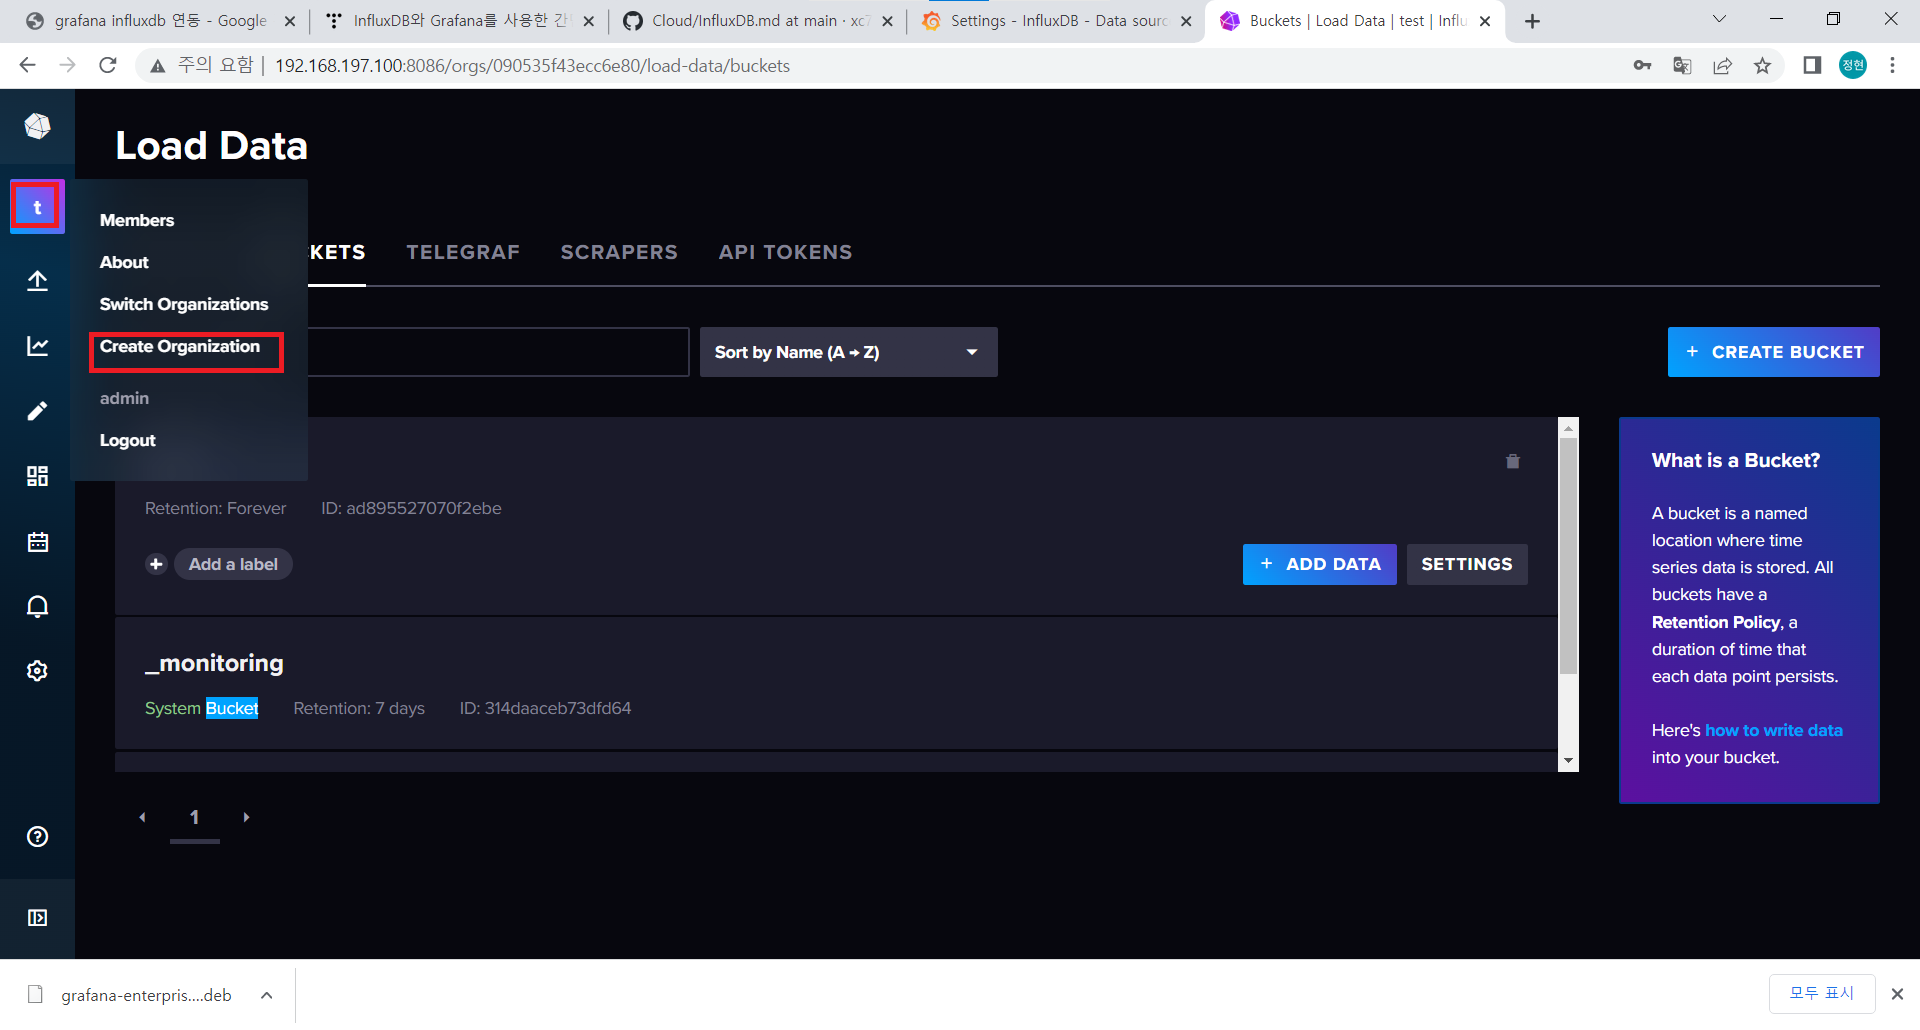 grafana influxdb 연동 - Google
InfluxDB와 Grafana를 사용한 간
Cloud/InfluxDB.md at main · xc7
Settings - InfluxDB - Data sourc
Buckets | Load Data | test | Influ
주의 요함
192.168.197.100:8086/orgs/090535f43ecc6e80/load-data/buckets
정현
Load Data
t
Members
About
Switch Organizations
Create Organization
admin
Logout
KETS
TELEGRAF
SCRAPERS
API TOKENS
Sort by Name (A → Z)
+ CREATE BUCKET
Retention: Forever
ID: ad895527070f2ebe
+ Add a label
+ ADD DATA
SETTINGS
_monitoring
System Bucket
Retention: 7 days
ID: 314daaceb73dfd64
1
What is a Bucket?
A bucket is a named
location where time
series data is stored. All
buckets have a
Retention Policy, a
duration of time that
each data point persists.
Here's how to write data
into your bucket.
grafana-enterpris....deb
모두 표시